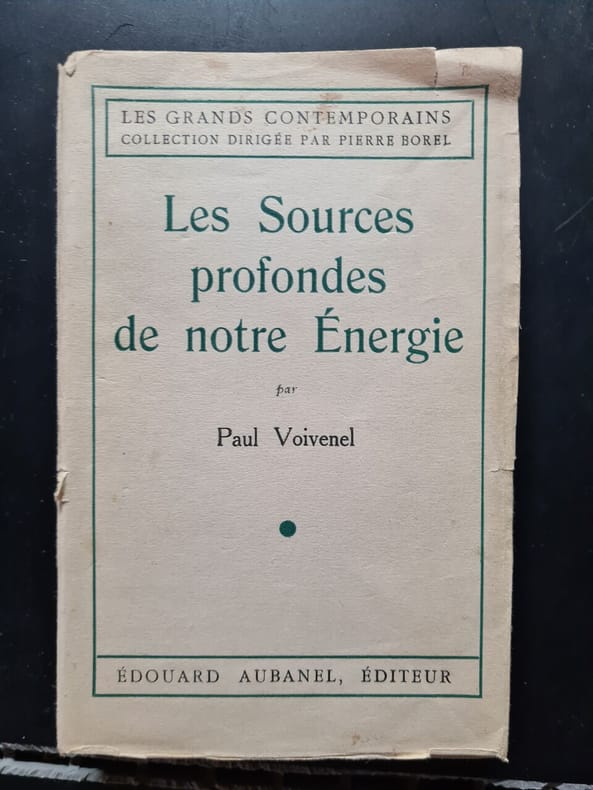 LES GRANDS CONTEMPORAINS
COLLECTION DIRIGÉE PAR PIERRE BOREL
Les Sources
profondes
de notre Énergie
par
Paul Voivenel
ÉDOUARD AUBANEL, ÉDITEUR